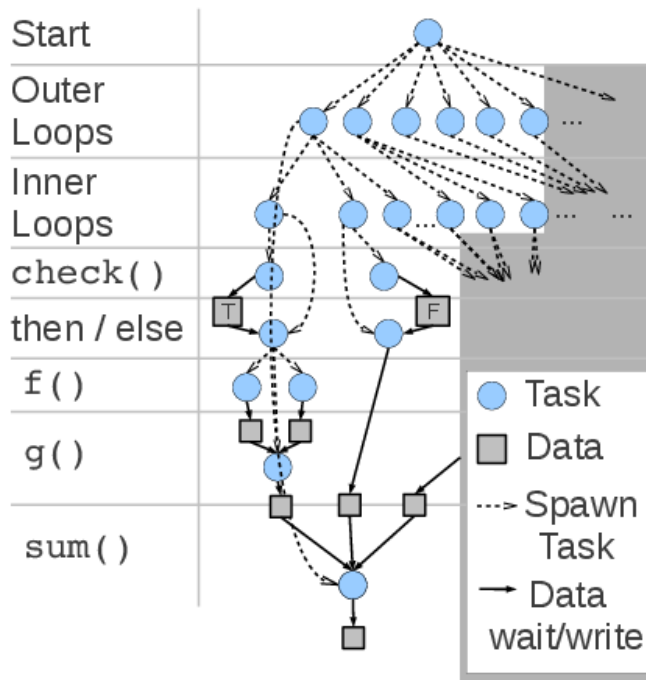 Start
Outer
Loops
...
Inner
Loops
... ... ...
check()
T F
then / else
f()
g()
sum()
Task
Data
Spawn
Task
Data
wait/write